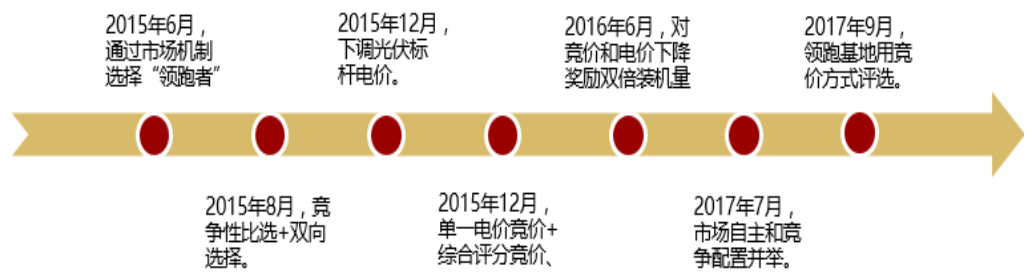 2015年6月，
通过市场机制
选择“领跑者”
2015年12月，
下调光伏标
杆电价。
2016年6月，对
竞价和电价下降
奖励双倍装机量
2017年9月，
领跑基地用竞
价方式评选。
2015年8月，竞
争性比选+双向
选择。
2015年12月，
单一电价竞价+
综合评分竞价、
2017年7月，
市场自主和竞
争配置并举。